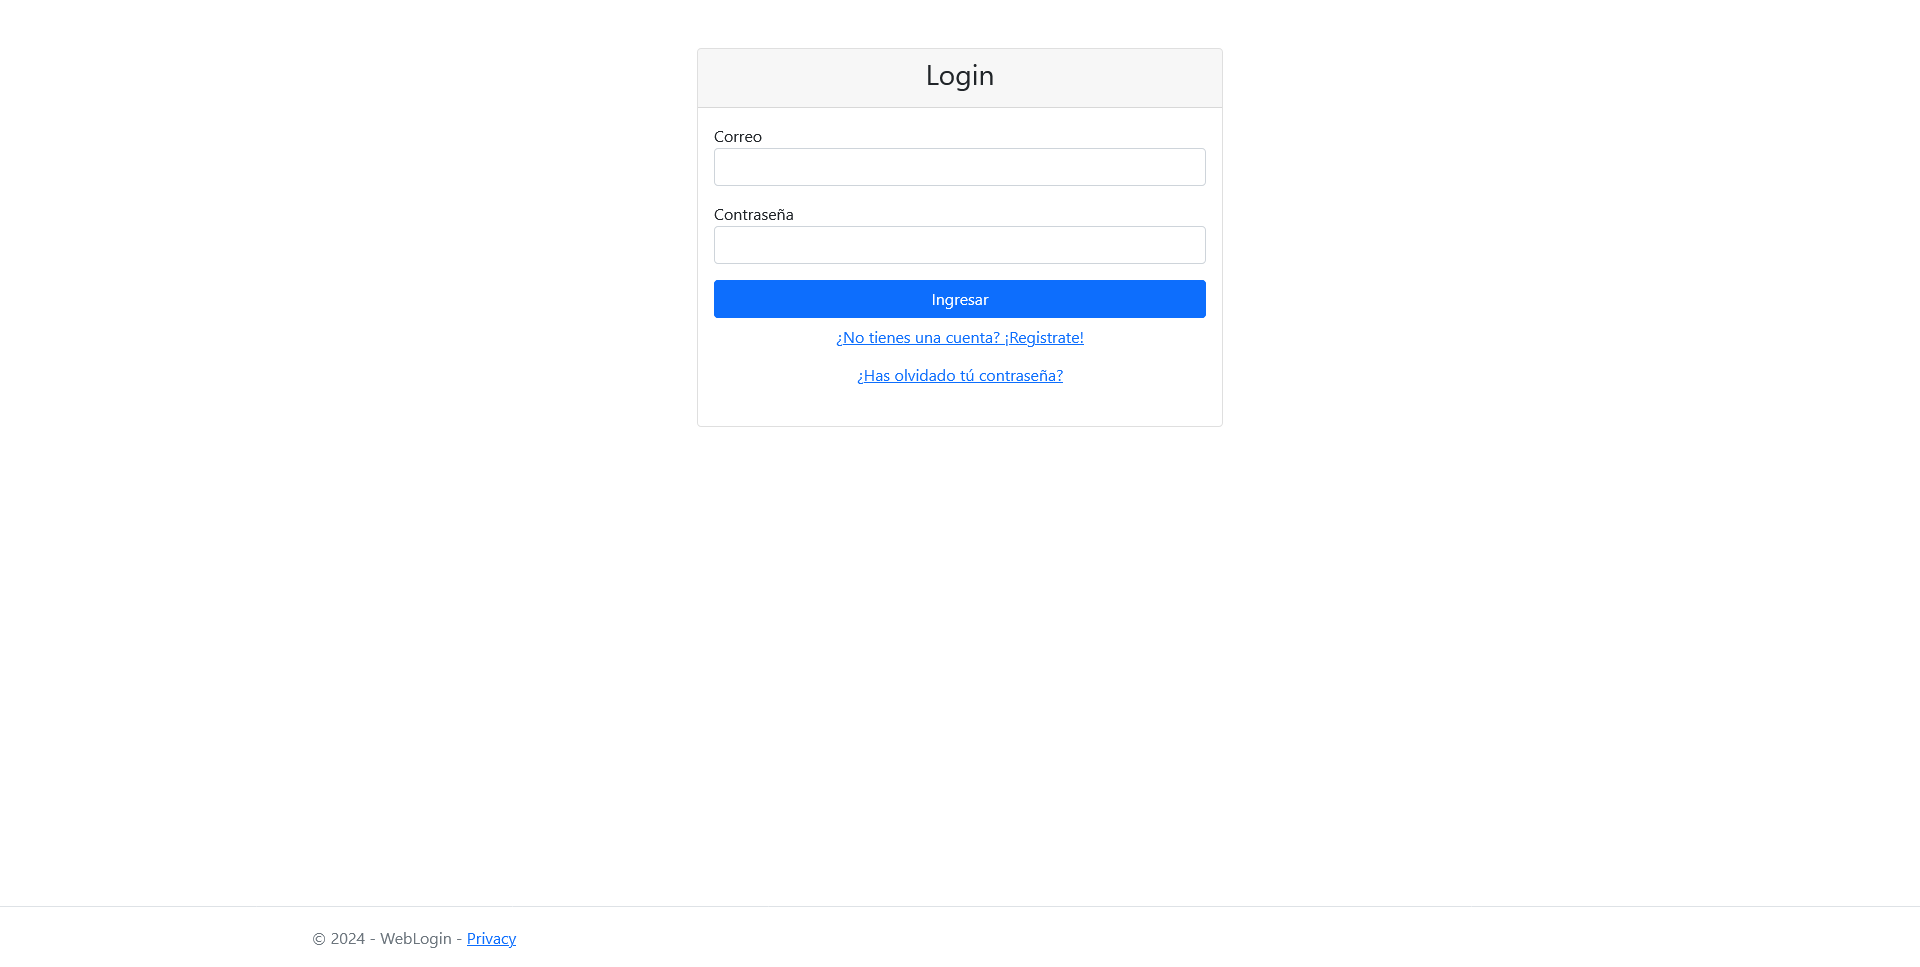 Login
Correo
Contraseña
Ingresar
¿No tienes una cuenta? ¡Registrate!
¿Has olvidado tú contraseña?
© 2024 - WebLogin - Privacy